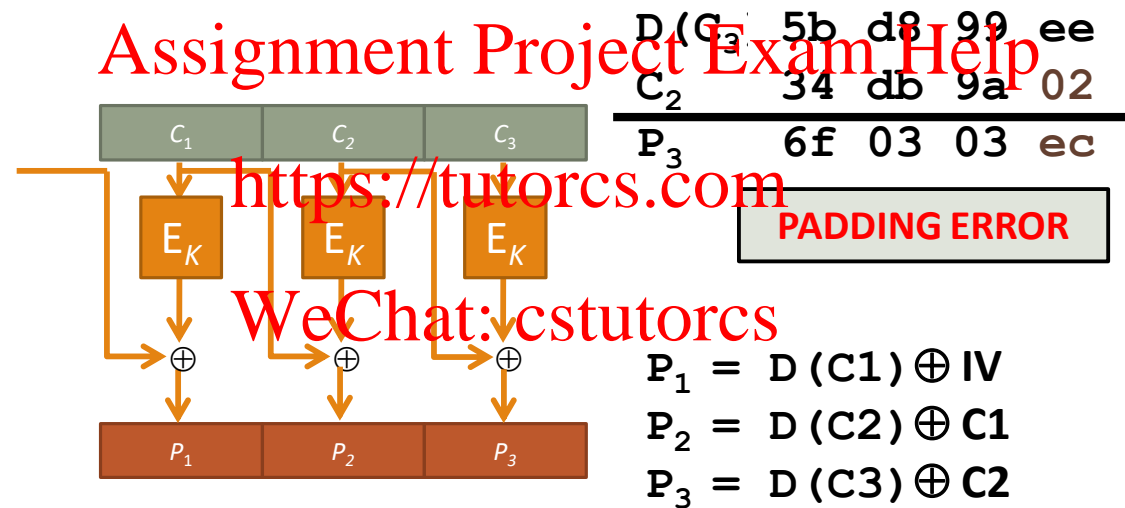 D(C3) 5b d8 99 ee
Assignment Project Exam Help
C2 34 db 9a 02
C1 C2 C3
P3 6f 03 03 ec
https://tutorcs.com
PADDING ERROR
EK EK EK
WeChat: cstutorcs
⊕ ⊕ ⊕
P1 = D(C1)⊕IV
P2 = D(C2)⊕C1
P1 P2 P3
P3 = D(C3)⊕C2